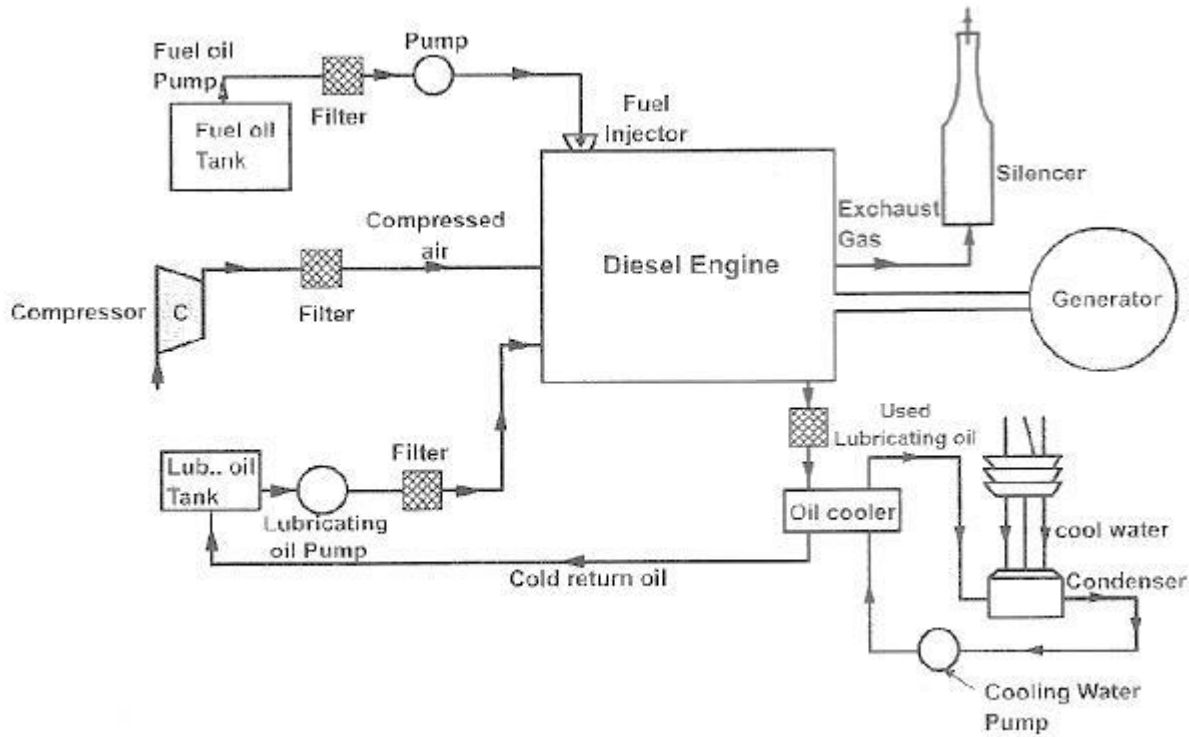 Fuel oil
Pump
Pump
Filter
Fuel oil
Tank
Fuel
injector
Silencer
Compressed
air
Exchaust
Gas
Diesel Engine
Generator
Compressor
C
Filter
Used
Lubricating oil
Filter
Lub.. oil
Tank
Lubricating
oil Pump
Oil cooler
cool water
Cold return oil
Condenser
Cooling Water
Pump